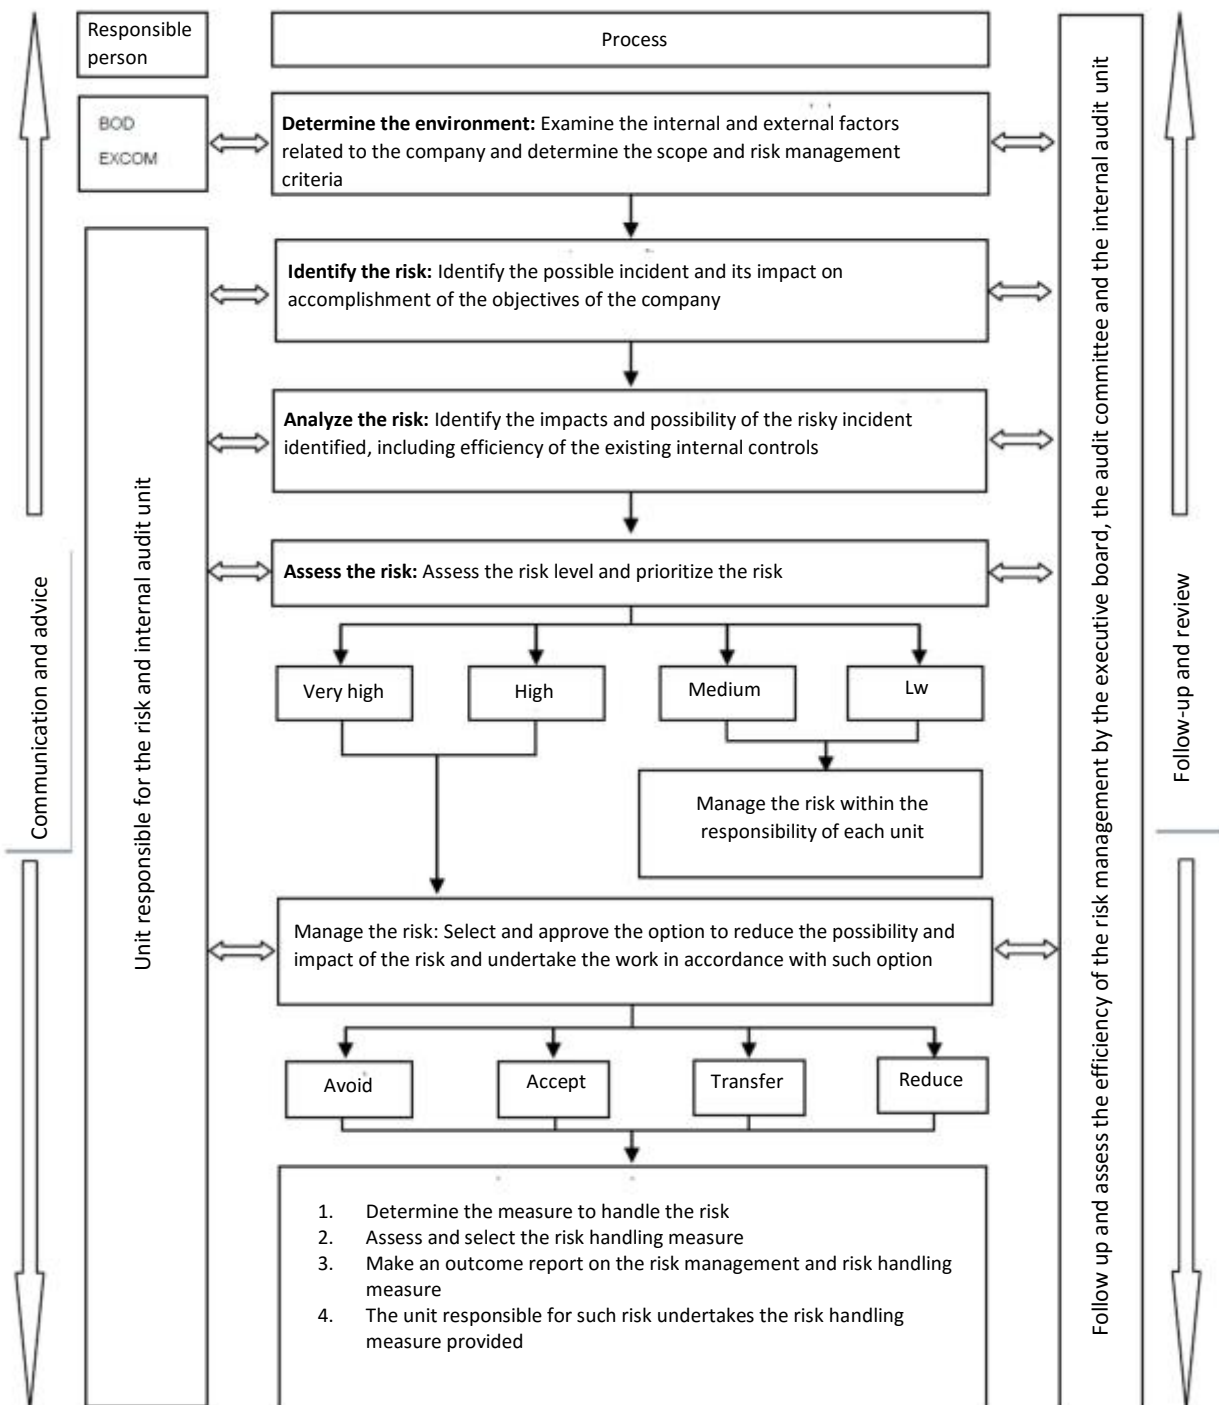 Responsible
person
Process
BOD
EXCOM
Determine the environment: Examine the internal and external factors
related to the company and determine the scope and risk management
criteria
Identify the risk: Identify the possible incident and its impact on
accomplishment of the objectives of the company
Analyze the risk: Identify the impacts and possibility of the risky incident
identified, including efficiency of the existing internal controls
Assess the risk: Assess the risk level and prioritize the risk
Very high
High
Medium
Lw
Manage the risk within the
responsibility of each unit
Manage the risk: Select and approve the option to reduce the possibility and
impact of the risk and undertake the work in accordance with such option
Avoid
Accept
Transfer
Reduce
1. Determine the measure to handle the risk
2. Assess and select the risk handling measure
3. Make an outcome report on the risk management and risk handling
measure
4. The unit responsible for such risk undertakes the risk handling
measure provided
Communication and advice
Unit responsible for the risk and internal audit unit
Follow up and assess the efficiency of the risk management by the executive board, the audit committee and the internal audit unit
Follow-up and review